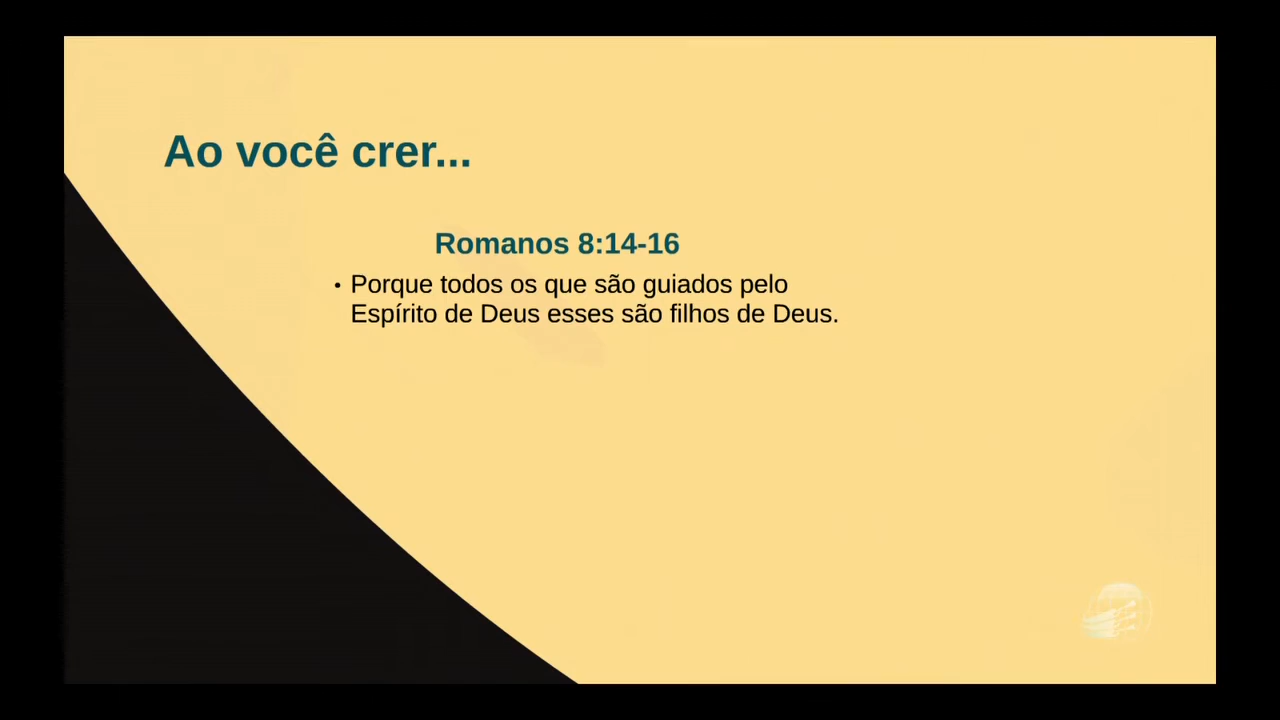 Ao você crer...
Romanos 8:14-16
• Porque todos os que são guiados pelo
Espírito de Deus esses são filhos de Deus.